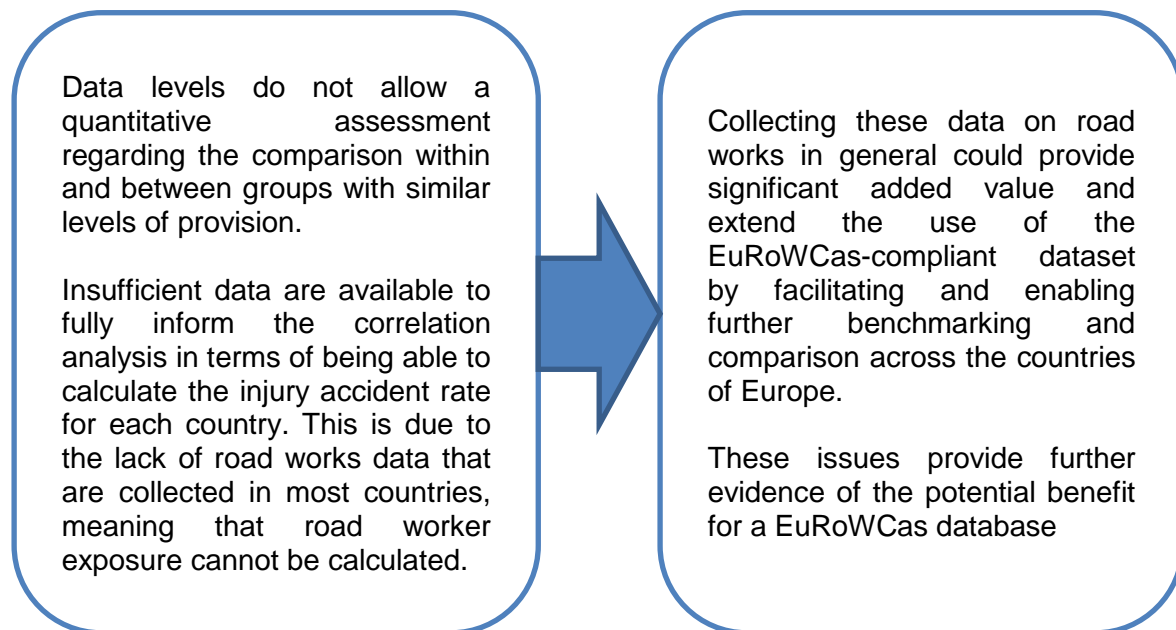 Data levels do not allow a
quantitative assessment
regarding the comparison within
and between groups with similar
levels of provision.
Insufficient data are available to
fully inform the correlation
analysis in terms of being able to
calculate the injury accident rate
for each country. This is due to
the lack of road works data that
are collected in most countries,
meaning that road worker
exposure cannot be calculated.
Collecting these data on road
works in general could provide
significant added value and
extend the use of the
EuRoWCas-compliant dataset
by facilitating and enabling
further benchmarking and
comparison across the countries
of Europe.
These issues provide further
evidence of the potential benefit
for a EuRoWCas database